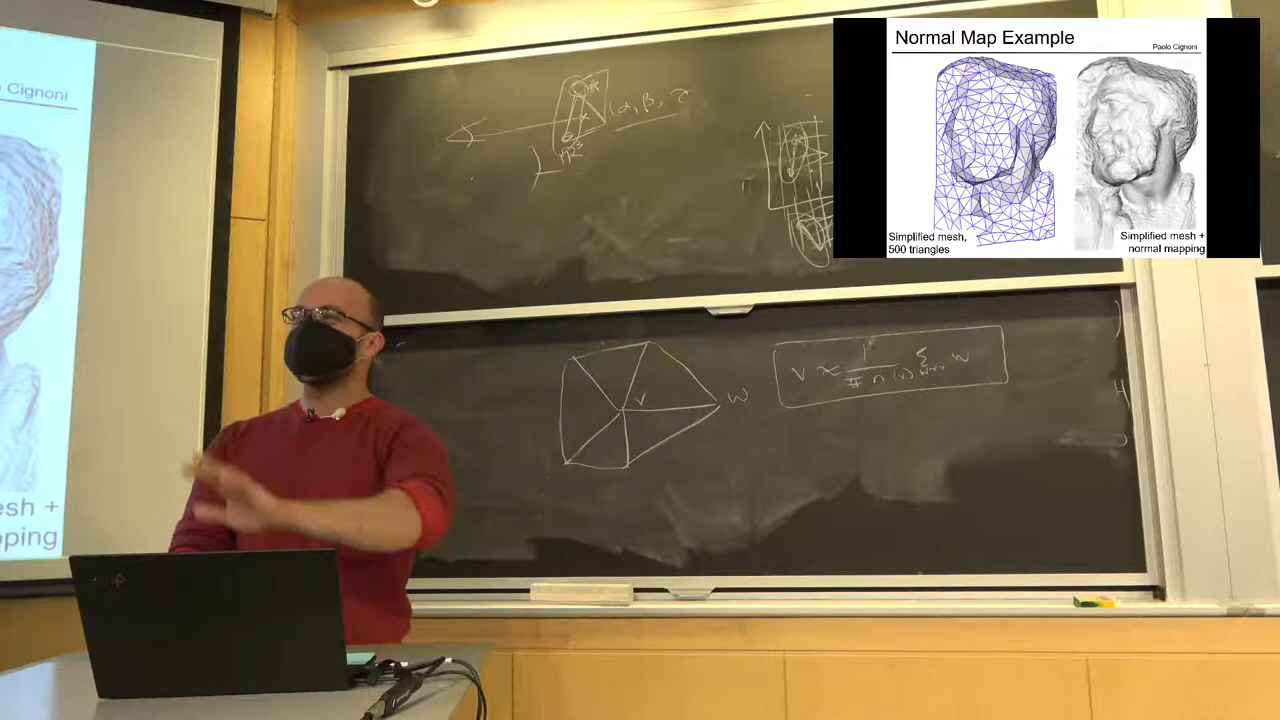 Normal Map Example
Paolo Cignoni
Simplified mesh,
500 triangles
Simplified mesh +
normal mapping
o Cignoni
esh +
pping
(α, β, γ
v
w